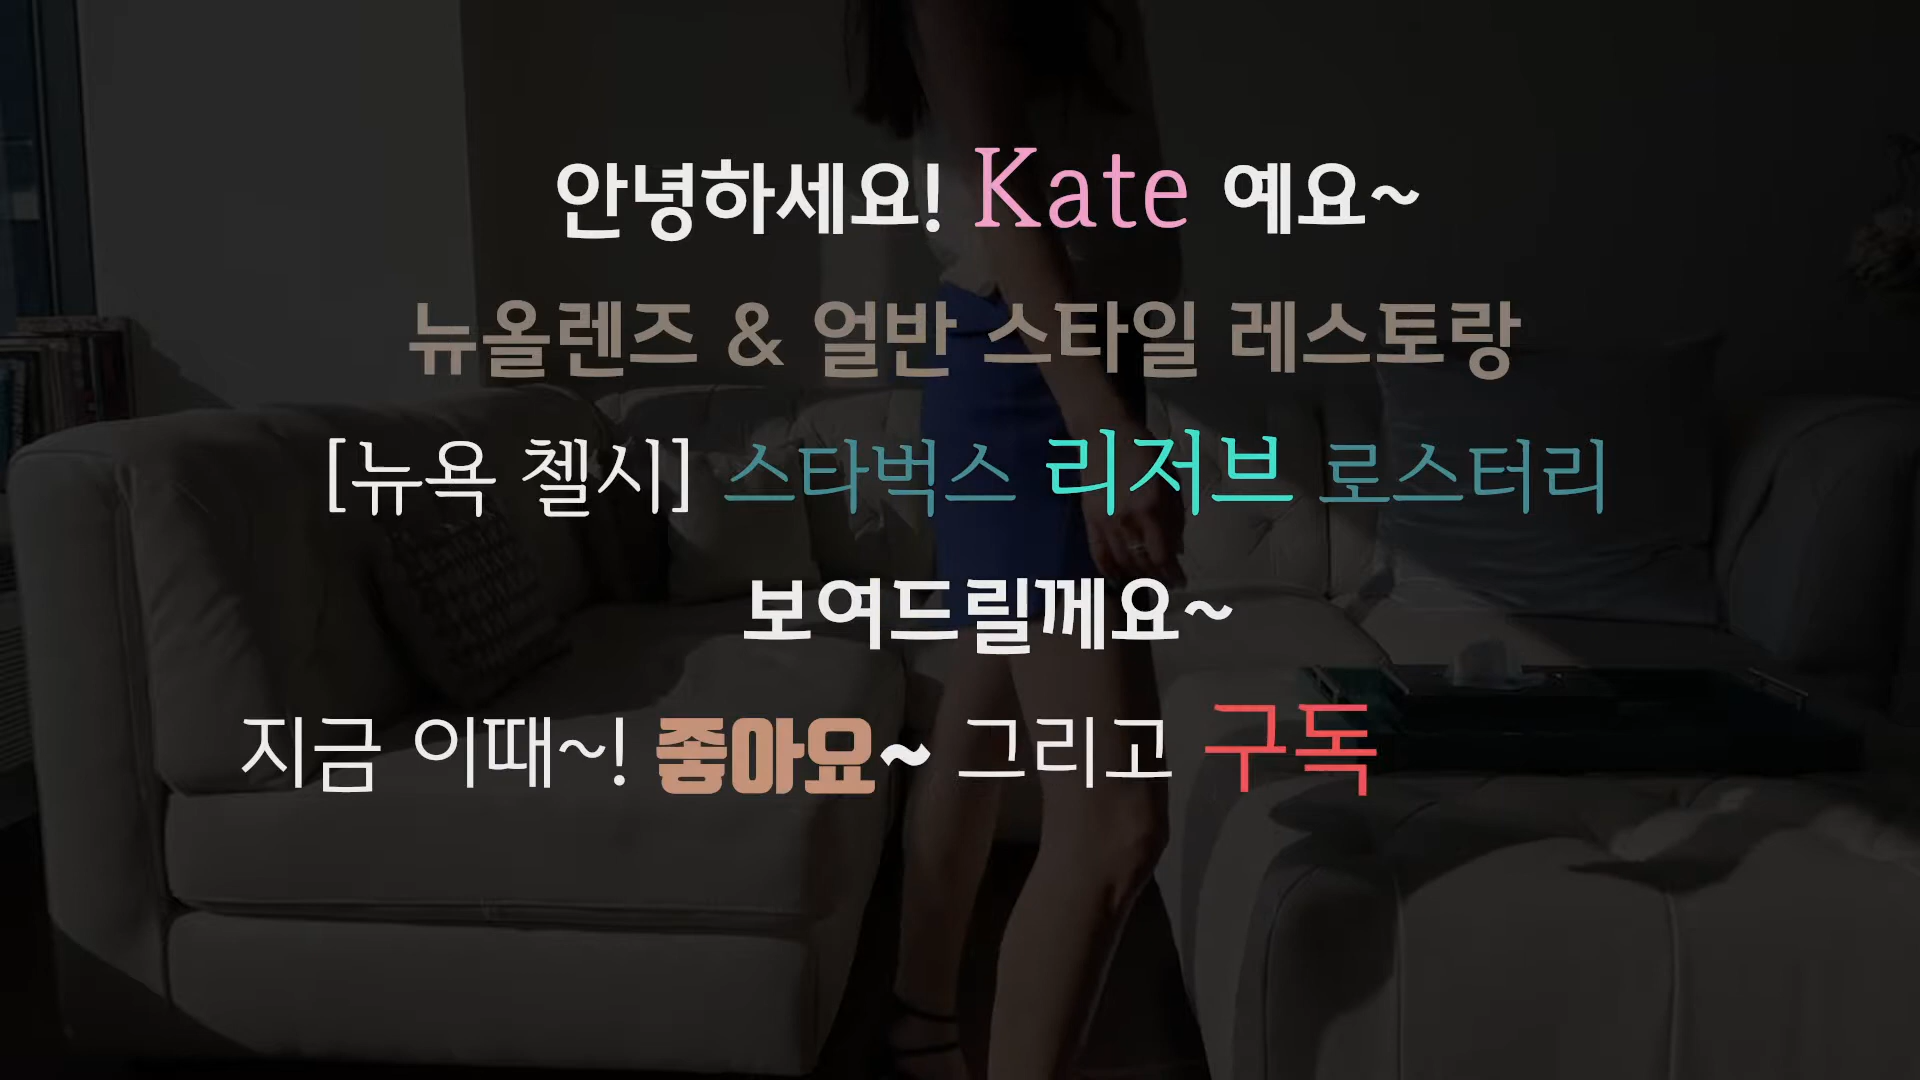 안녕하세요! Kate 예요~
뉴올렌즈 & 얼반 스타일 레스토랑
[뉴욕 첼시] 스타벅스 리저브 로스터리
보여드릴께요~
지금 이때~! 좋아요~ 그리고 구독